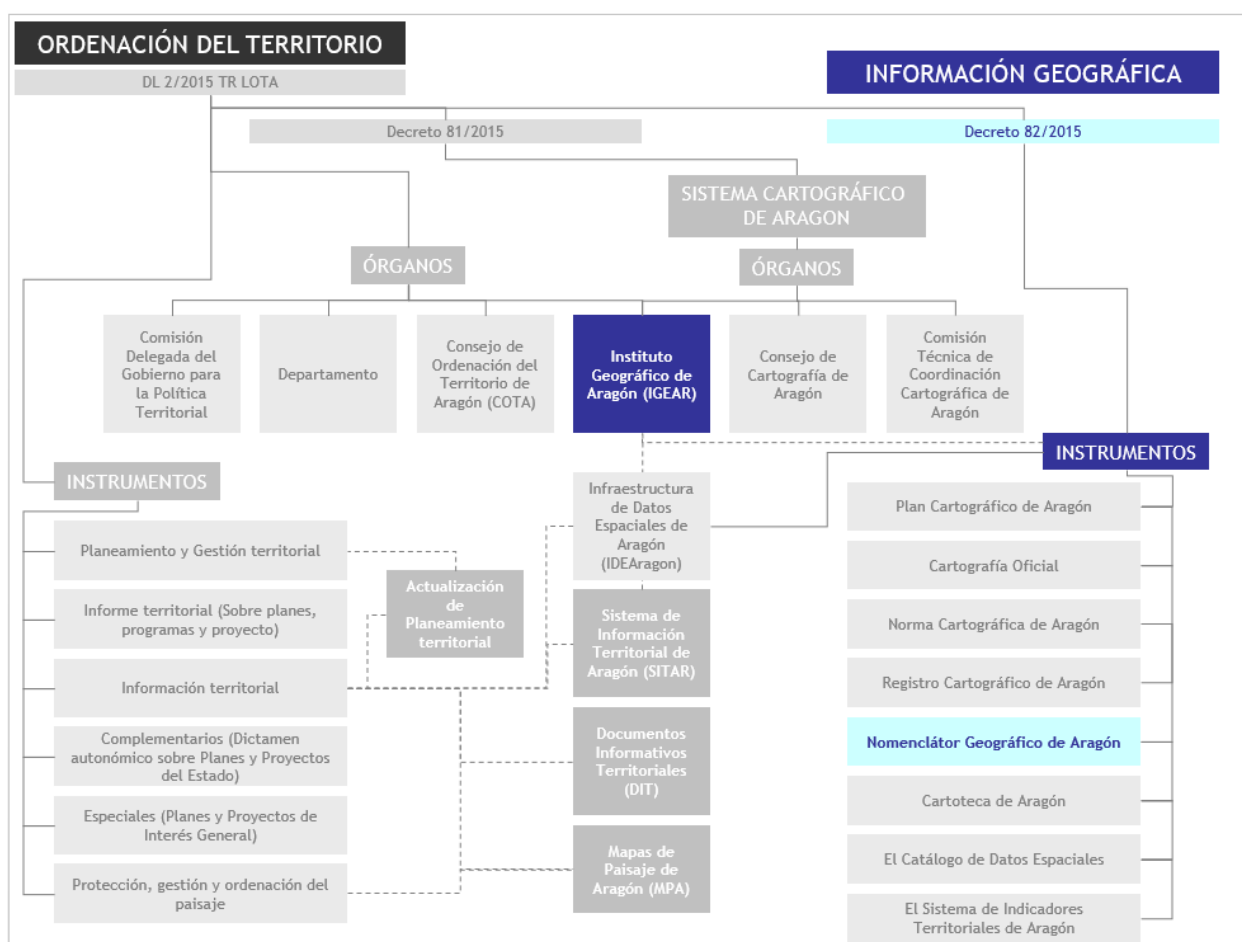 ORDENACIÓN DEL TERRITORIO
DL 2/2015 TR LOTA
INFORMACIÓN GEOGRÁFICA
Decreto 81/2015
Decreto 82/2015
SISTEMA CARTOGRÁFICO
DE ARAGON
ÓRGANOS
ÓRGANOS
Comisión
Delegada del
Gobierno para
la Política
Territorial
Departamento
Consejo de
Ordenación del
Territorio de
Aragón (COTA)
Instituto
Geográfico de
Aragón (IGEAR)
Consejo de
Cartografía de
Aragón
Comisión
Técnica de
Coordinación
Cartográfica de
Aragón
INSTRUMENTOS
Planeamiento y Gestión territorial
Informe territorial (Sobre planes,
programas y proyecto)
Información territorial
Complementarios (Dictamen
autonómico sobre Planes y Proyectos
del Estado)
Especiales (Planes y Proyectos de
Interés General)
Protección, gestión y ordenación del
paisaje
Actualización
de
Planeamiento
territorial
Infraestructura
de Datos
Espaciales de
Aragón
(IDEAragon)
Sistema de
Información
Territorial de
Aragón (SITAR)
Documentos
Informativos
Territoriales
(DIT)
Mapas de
Paisaje de
Aragón (MPA)
INSTRUMENTOS
Plan Cartográfico de Aragón
Cartografía Oficial
Norma Cartográfica de Aragón
Registro Cartográfico de Aragón
Nomenclátor Geográfico de Aragón
Cartoteca de Aragón
El Catálogo de Datos Espaciales
El Sistema de Indicadores
Territoriales de Aragón